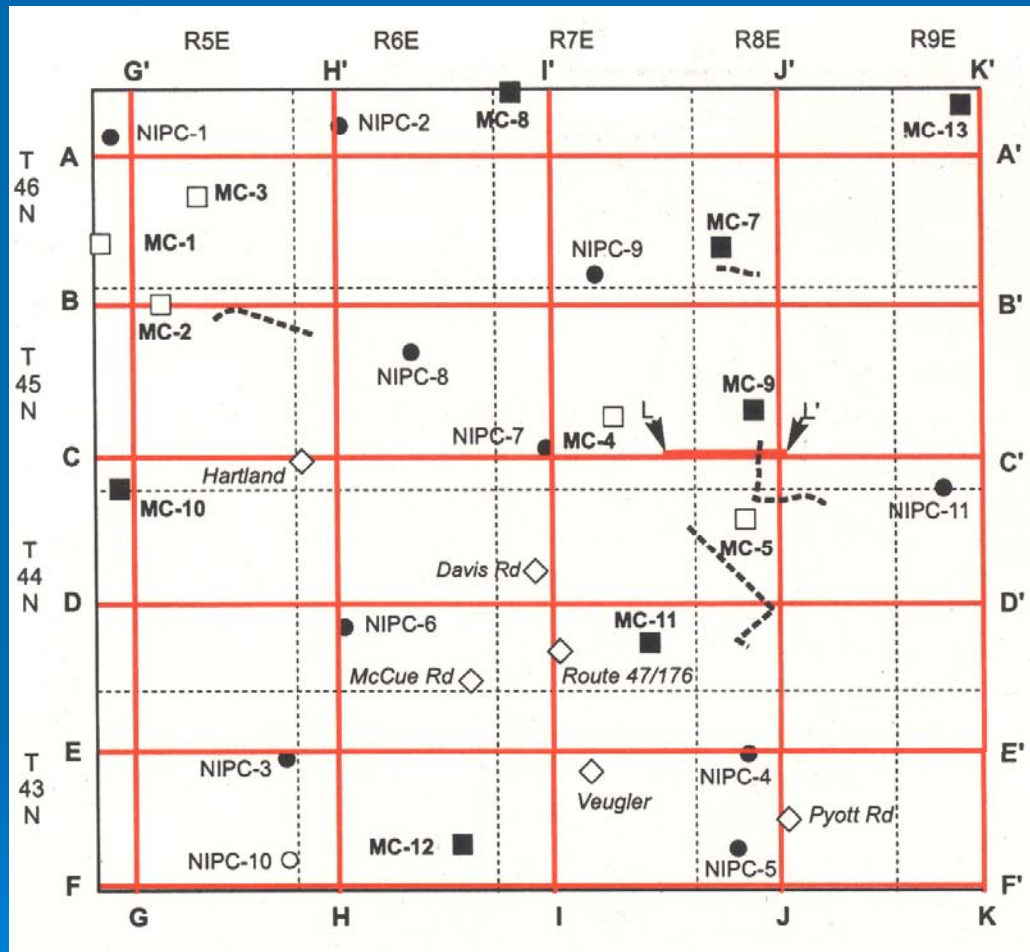 R5E R6E R7E R8E R9E
G' H' I' J' K'
MC-8
MC-13
NIPC-1
NIPC-2
A A'
T
46
N
MC-3
MC-1
MC-7
NIPC-9
B B'
MC-2
T
45
N
NIPC-8
MC-9
L L'
NIPC-7
MC-4
C C'
Hartland
MC-10
NIPC-11
MC-5
T
44
N
Davis Rd
D D'
NIPC-6
MC-11
McCue Rd
Route 47/176
E E'
T
43
N
NIPC-3
NIPC-4
Veugler
Pyott Rd
MC-12
NIPC-10
NIPC-5
F F'
G H I J K